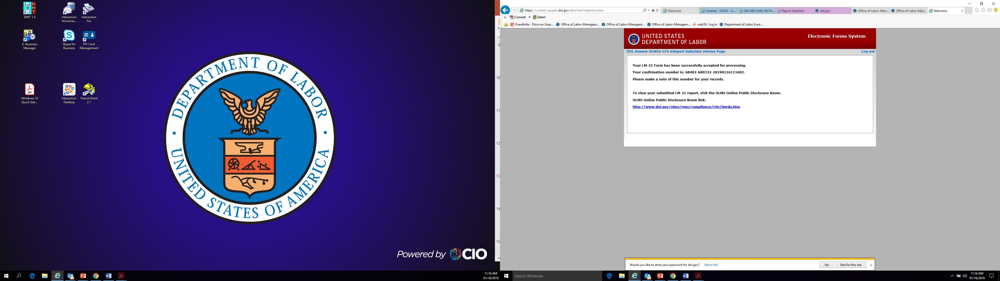 DMT 1.4
Interaction
Voicemai...
Interaction
Fax
IC Business
Manager
Skype for
Business
PIV Card
Management
Windows 10
Quick Star...
Interaction
Desktop
Transit Grant
2.1
DEPARTMENT OF LABOR
UNITED STATES OF AMERICA
Powered by CIO
11:16 AM
01/16/2019
9
10
11
12
13
14
15
https://csvlhd21.esadev.dol.gov/efsui/lm21submit.action
Welcome
Intranet - OLMS - U....
545-486 (LM2) 06/30...
Report Selection
dol.gov
Office of Labor-Man...
Office of Labor-Man...
Welcome
x Convert Select
Eventbrite - Discover Grea...
Office of Labor-Managem...
Office of Labor-Managem...
Office of Labor-Managem...
webTA Log In
Department of Labor Even...
UNITED STATES
DEPARTMENT OF LABOR
Electronic Forms System
DOL Home> OLMS> EFS >Report Selection >Home Page
Log out
Your LM-21 Form has been successfully accepted for processing.
Your confirmation number is: 68482-680332-20190116111602.
Please make a note of this number for your records.
To view your submitted LM-21 report, visit the OLMS Online Public Disclosure Room.
OLMS Online Public Disclosure Room link:
http://www.dol.gov/olms/regs/compliance/rrlo/lmrda.htm
Would you like to store your password for dol.gov? More info
Yes
Not for this site
Search Windows
11:16 AM
01/16/2019